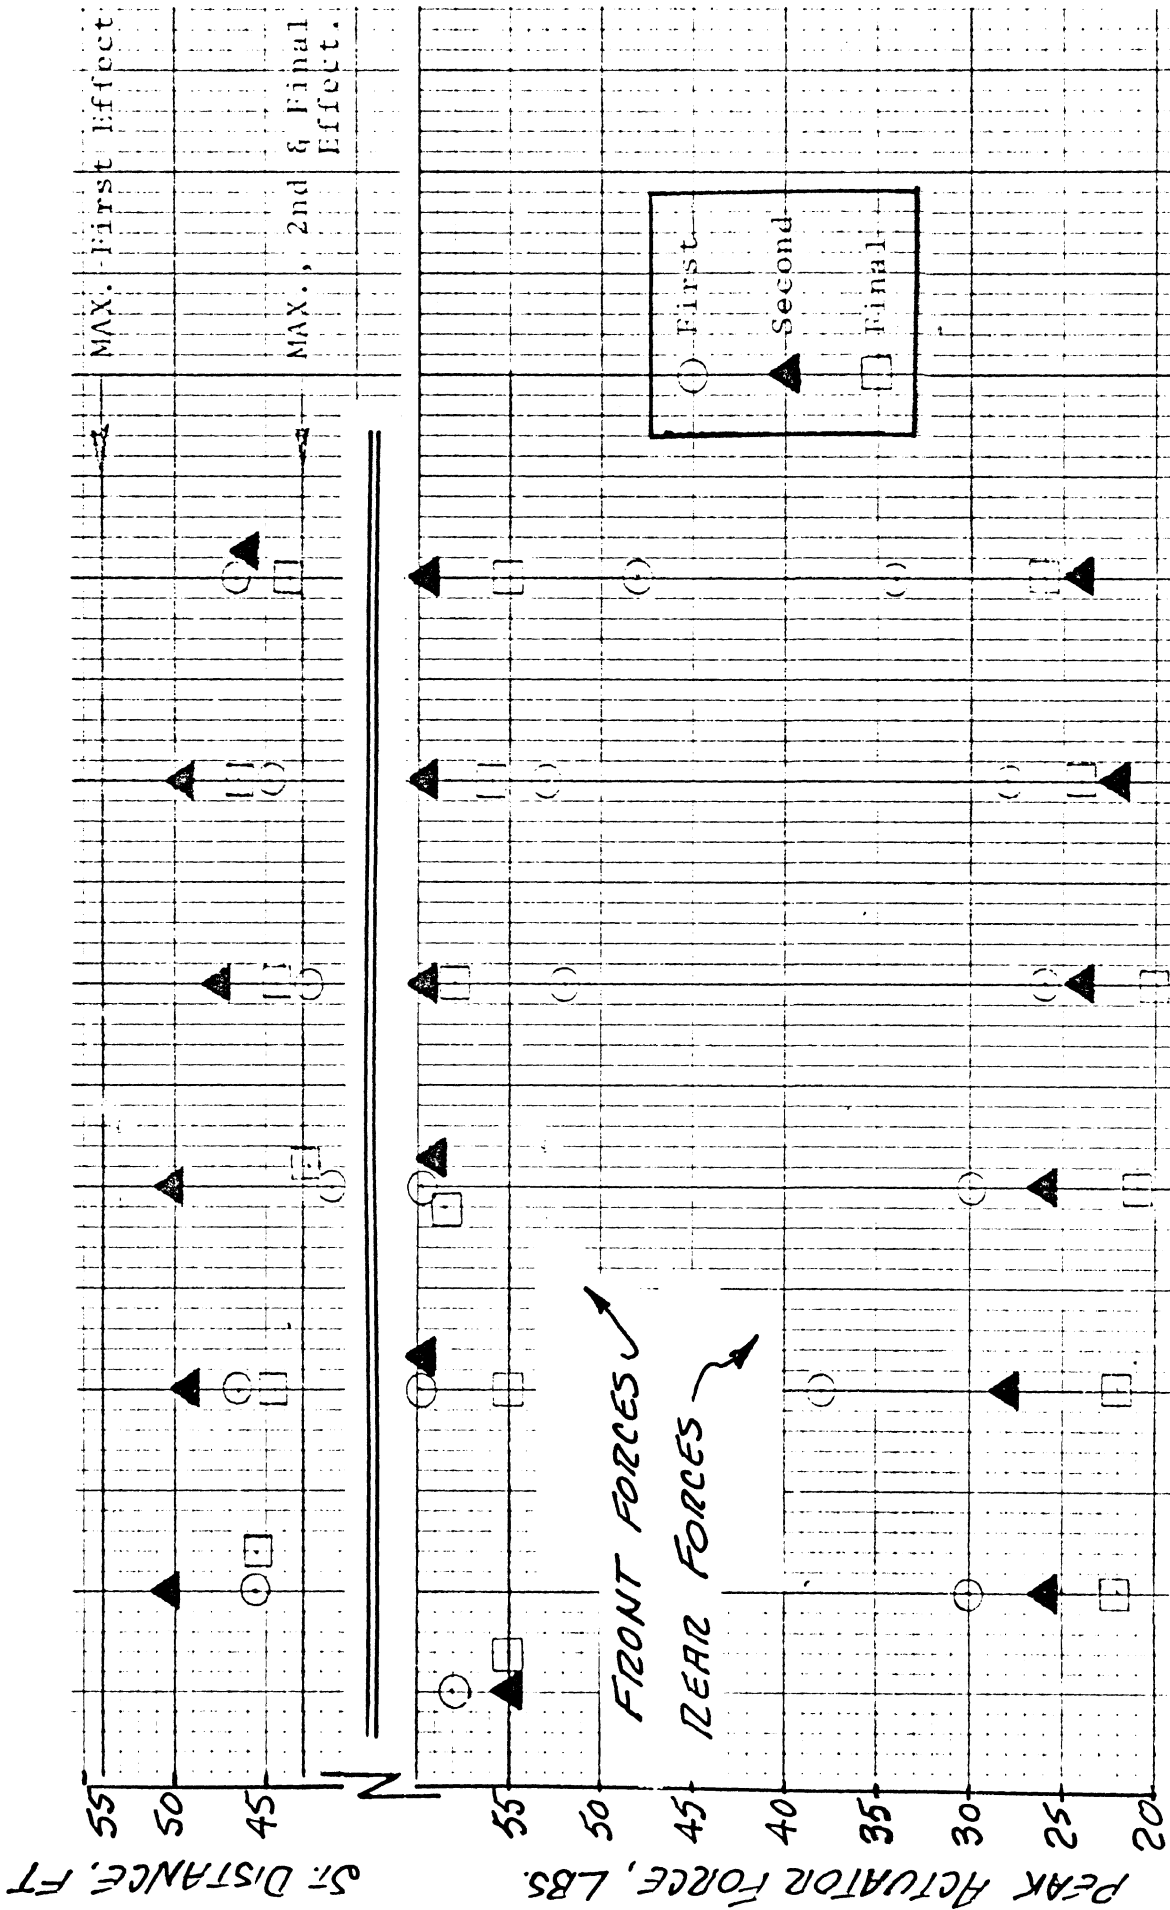 MAX. First Effect
MAX., 2nd & Final
Effect.
First
Second
Final
FRONT FORCES
REAR FORCES
ST. DISTANCE, FT
55
50
45
PEAK ACTUATOR FORCE, LBS.
55
50
45
40
35
30
25
20